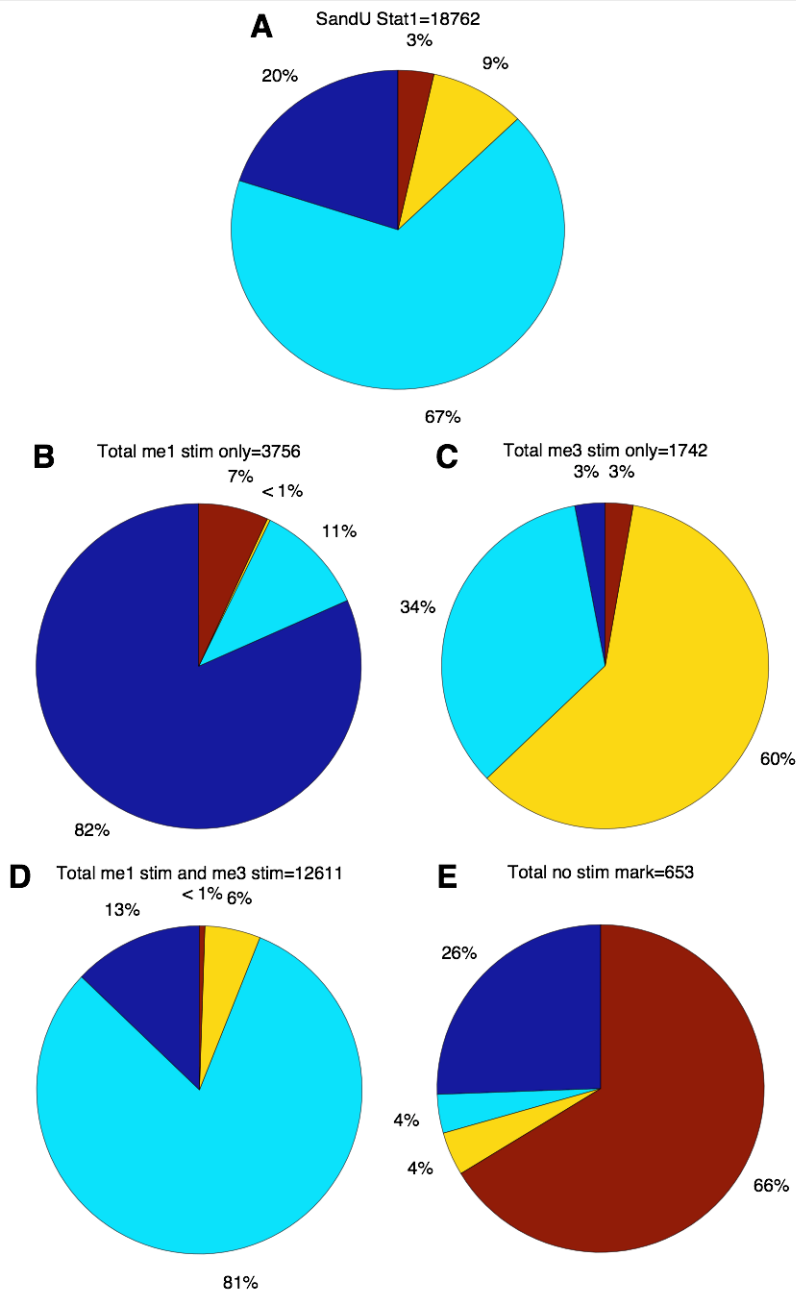 A
SandU Stat1=18762
3%
9%
20%
67%
B
Total me1 stim only=3756
7%
< 1%
11%
82%
C
Total me3 stim only=1742
3% 3%
34%
60%
D
Total me1 stim and me3 stim=12611
< 1% 6%
13%
81%
E
Total no stim mark=653
26%
4%
4%
66%